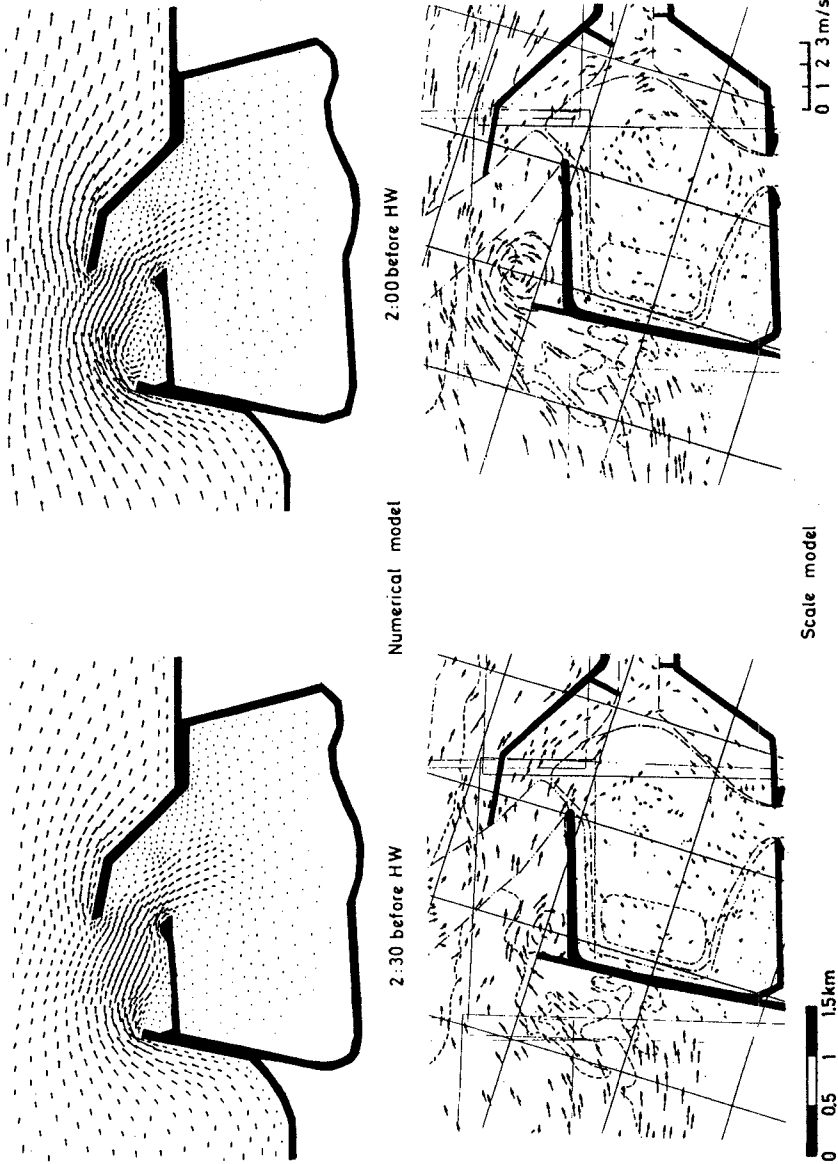 2:30 before HW
Numerical model
2:00 before HW
0 0.5 1 1.5km
Scale model
0 1 2 3m/s